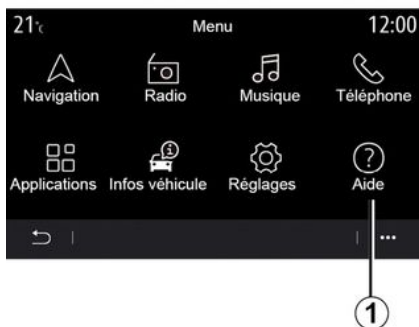 21°c Menu 12:00
Navigation Radio Musique Téléphone
Applications Infos véhicule Réglages Aide
1